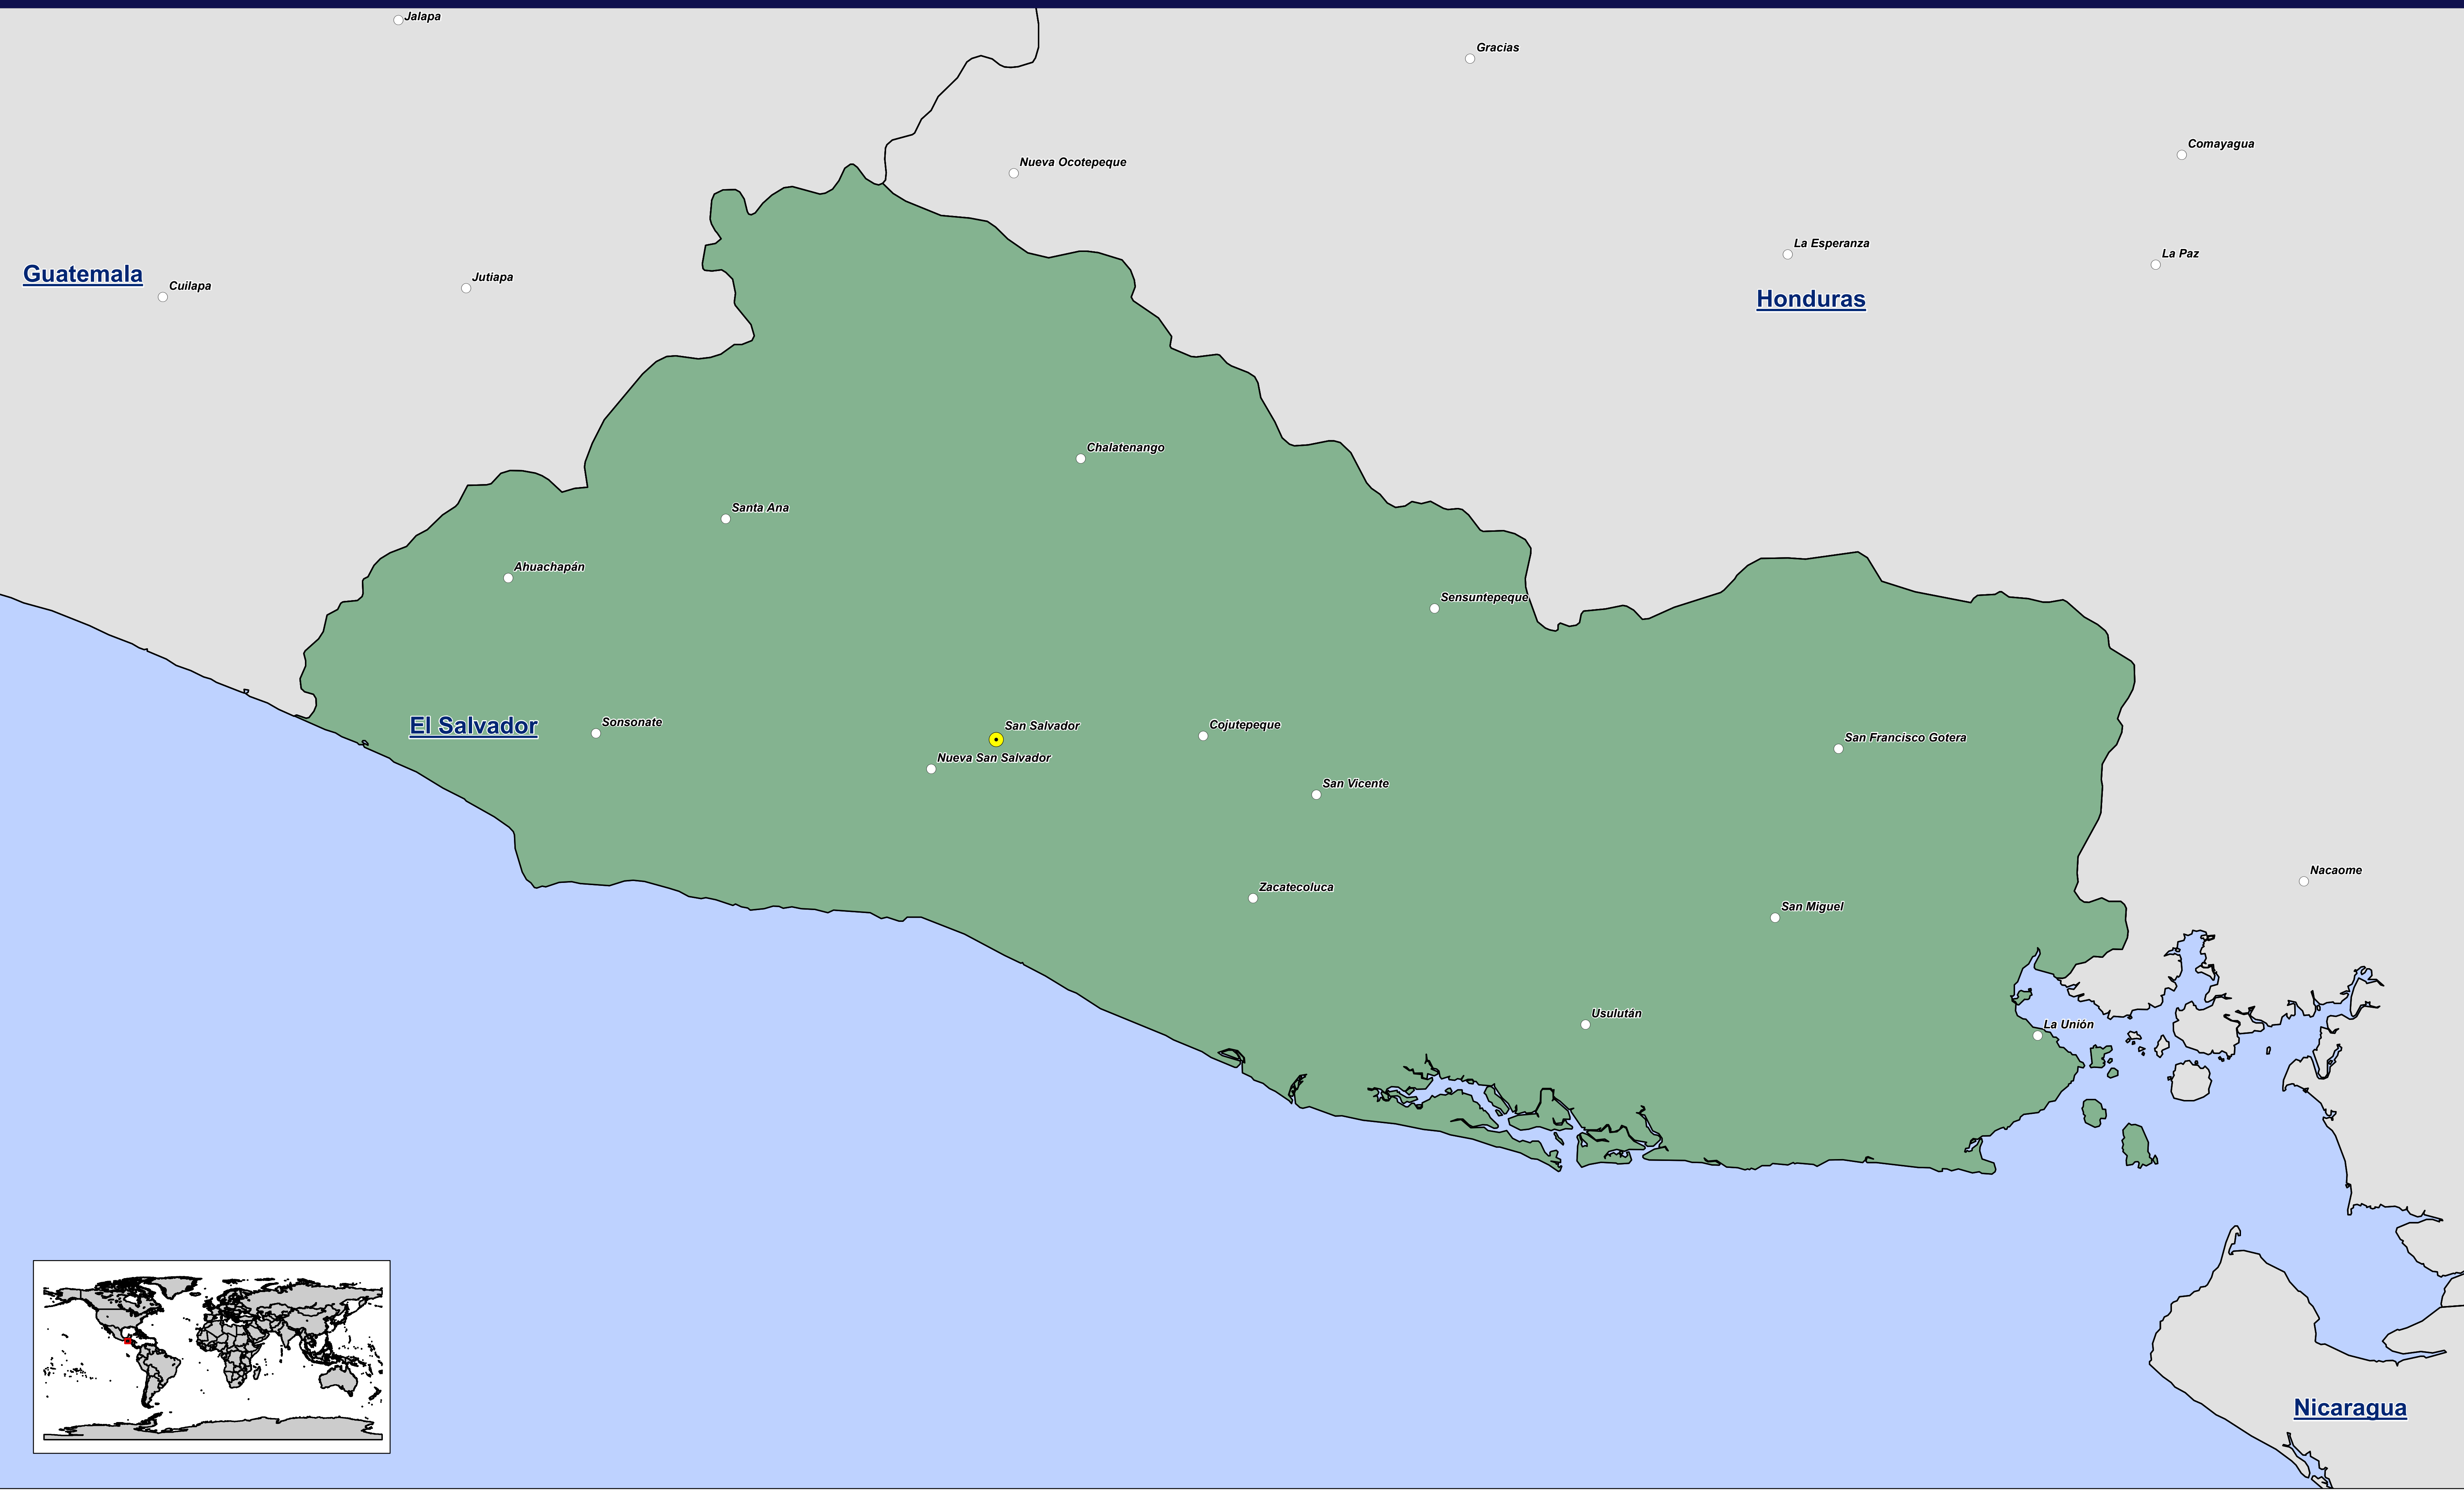 Jalapa
Gracias
Comayagua
Nueva Ocotepeque
La Esperanza
La Paz
Guatemala
Cuilapa
Jutiapa
Honduras
Chalatenango
Santa Ana
Ahuachapán
Sensuntepeque
El Salvador
Sonsonate
San Salvador
Cojutepeque
San Francisco Gotera
Nueva San Salvador
San Vicente
Nacaome
Zacatecoluca
San Miguel
Usulután
La Unión
Nicaragua